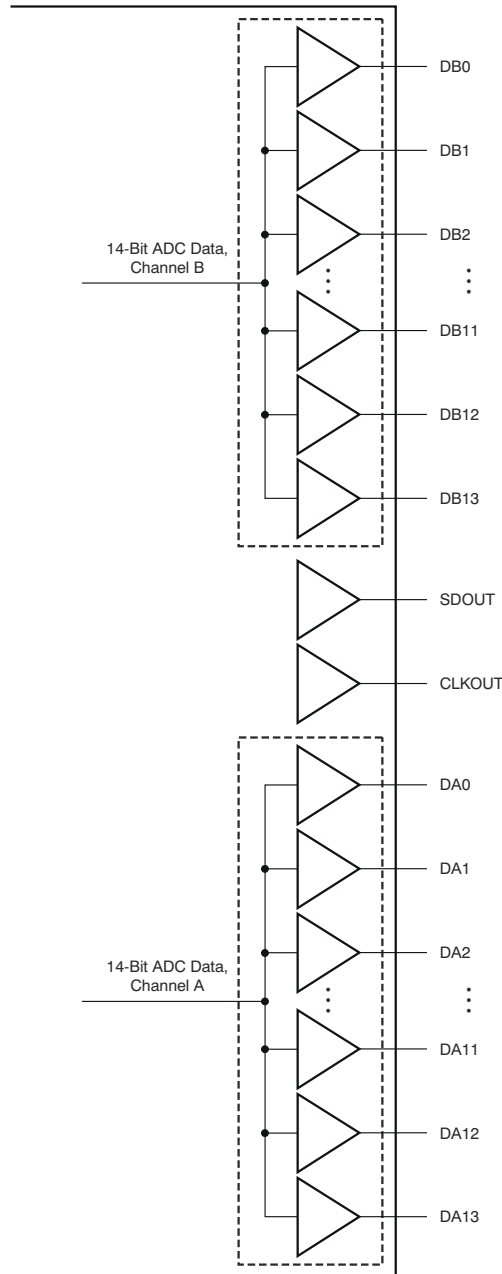 DB0
DB1
DB2
14-Bit ADC Data,
Channel B
DB11
DB12
DB13
SDOUT
CLKOUT
DA0
DA1
DA2
14-Bit ADC Data,
Channel A
DA11
DA12
DA13